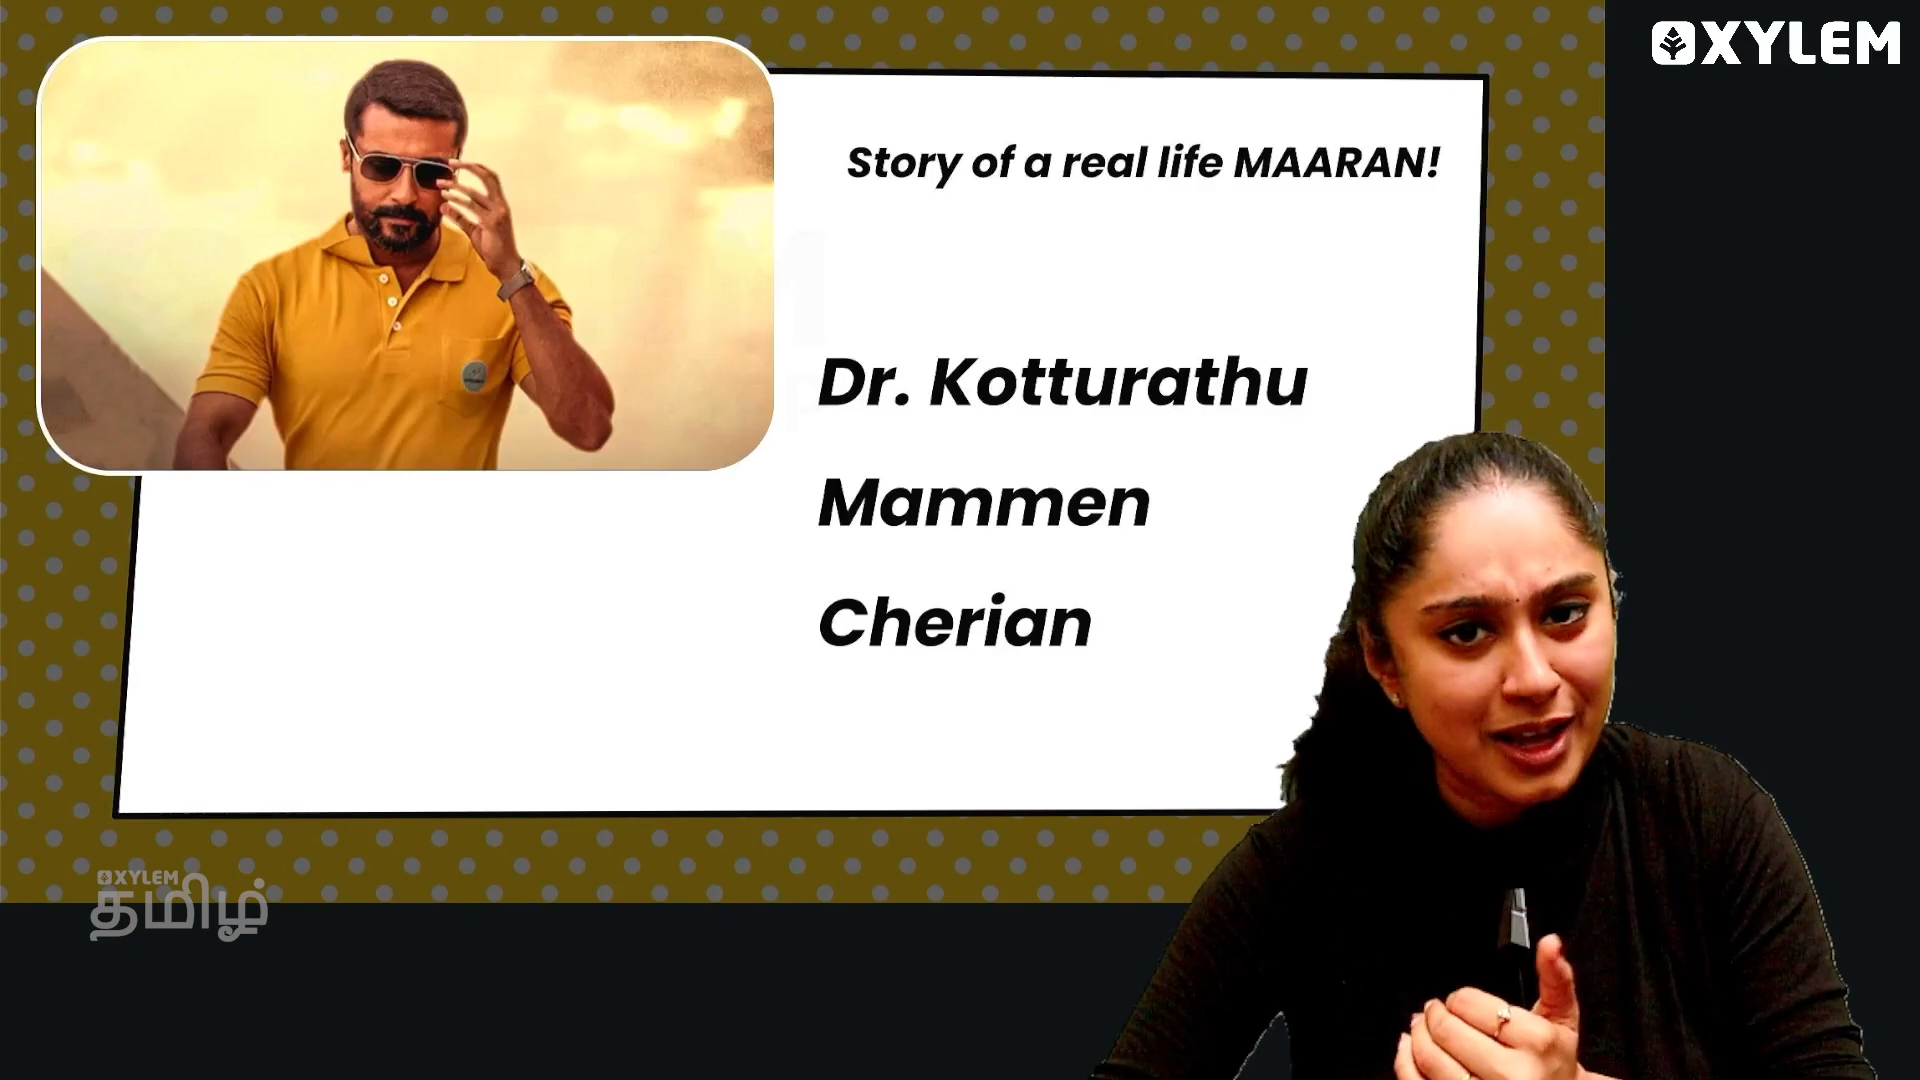 XYLEM
Story of a real life MAARAN!
Dr. Kotturathu
Mammen
Cherian
XYLEM
தமிழ்